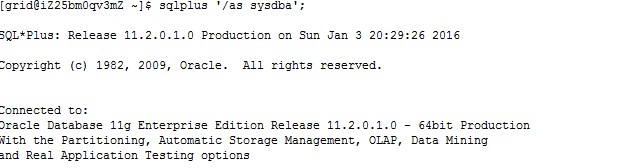 [grid@iZ25bm0qv3mZ ~]$ sqlplus '/as sysdba';
SQL*Plus: Release 11.2.0.1.0 Production on Sun Jan 3 20:29:26 2016
Copyright (c) 1982, 2009, Oracle.  All rights reserved.
Connected to:
Oracle Database 11g Enterprise Edition Release 11.2.0.1.0 - 64bit Production
With the Partitioning, Automatic Storage Management, OLAP, Data Mining
and Real Application Testing options